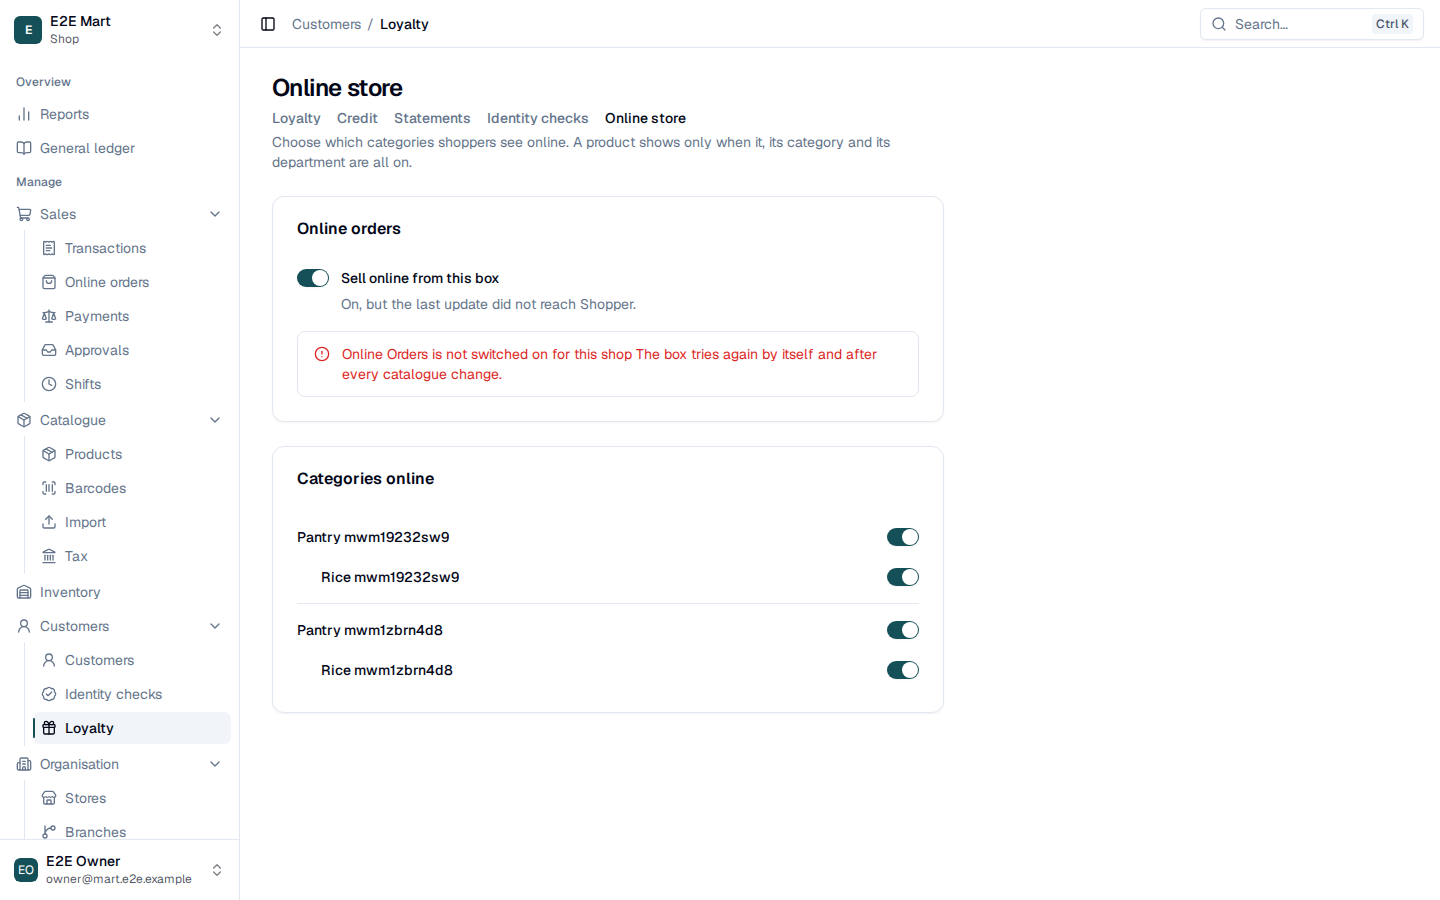 E
E2E Mart
Shop
Overview
Reports
General ledger
Manage
Sales
Transactions
Online orders
Payments
Approvals
Shifts
Catalogue
Products
Barcodes
Import
Tax
Inventory
Customers
Customers
Identity checks
Loyalty
Organisation
Stores
Branches
EO
E2E Owner
owner@mart.e2e.example
Customers / Loyalty
Search...
Ctrl K
Online store
Loyalty Credit Statements Identity checks Online store
Choose which categories shoppers see online. A product shows only when it, its category and its
department are all on.
Online orders
Sell online from this box
On, but the last update did not reach Shopper.
Online Orders is not switched on for this shop The box tries again by itself and after
every catalogue change.
Categories online
Pantry mwm19232sw9
Rice mwm19232sw9
Pantry mwm1zbrn4d8
Rice mwm1zbrn4d8